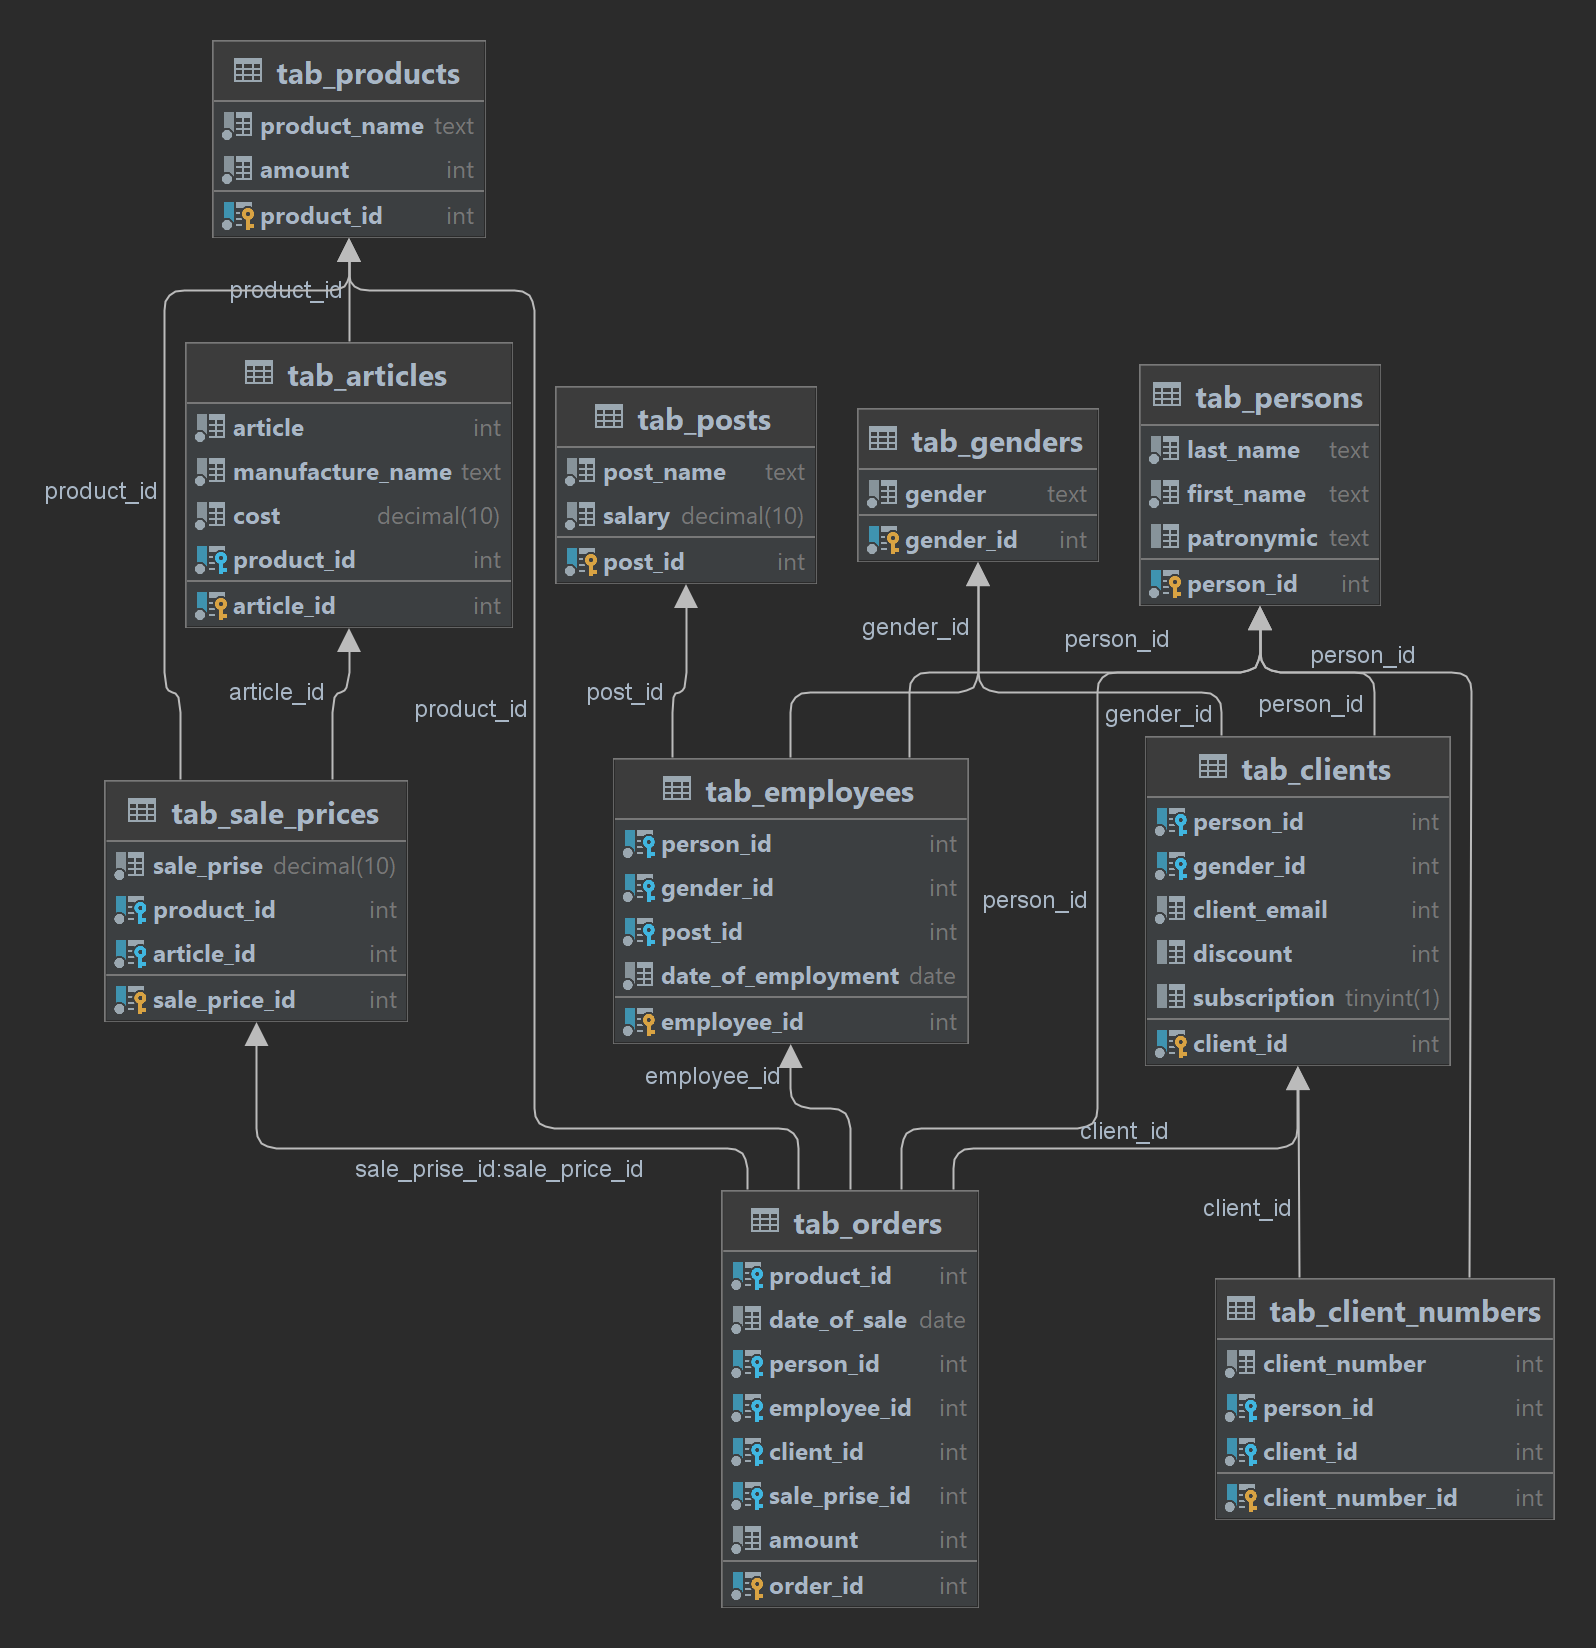 tab_products
product_name text
amount int
product_id int
product_id
tab_articles
article int
manufacture_name text
cost decimal(10)
product_id int
article_id int
tab_posts
post_name text
salary decimal(10)
post_id int
tab_genders
gender text
gender_id int
tab_persons
last_name text
first_name text
patronymic text
person_id int
product_id
article_id
product_id
post_id
gender_id
person_id
person_id
gender_id
person_id
tab_sale_prices
sale_prise decimal(10)
product_id int
article_id int
sale_price_id int
tab_employees
person_id int
gender_id int
post_id int
date_of_employment date
employee_id int
person_id
tab_clients
person_id int
gender_id int
client_email int
discount int
subscription tinyint(1)
client_id int
employee_id
client_id
sale_prise_id:sale_price_id
client_id
tab_orders
product_id int
date_of_sale date
person_id int
employee_id int
client_id int
sale_prise_id int
amount int
order_id int
tab_client_numbers
client_number int
person_id int
client_id int
client_number_id int